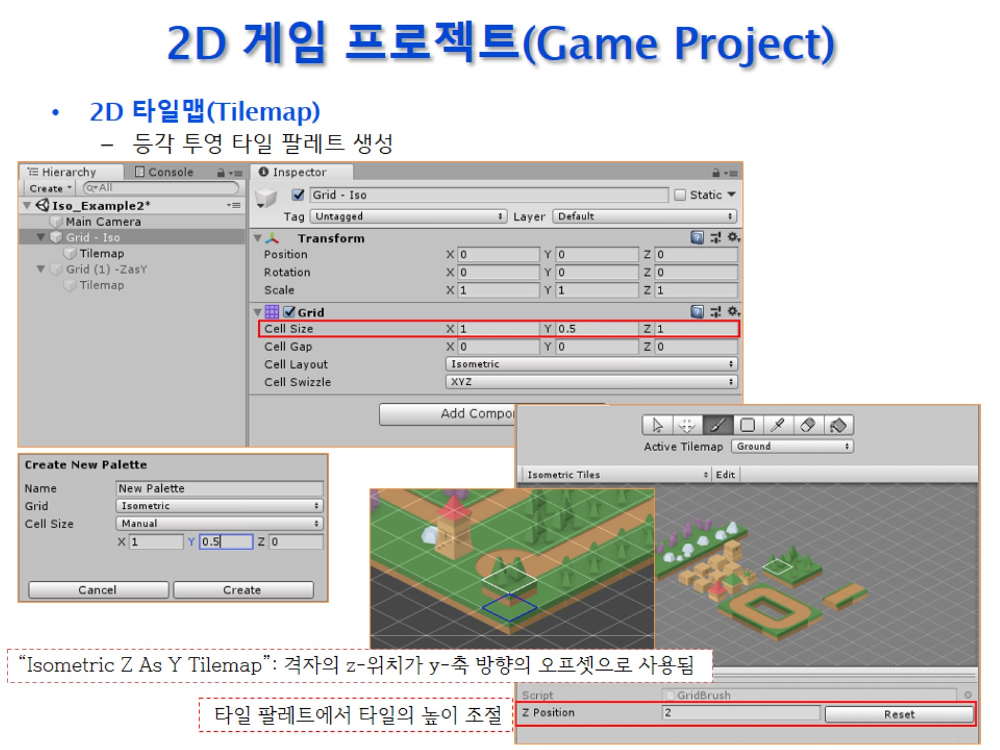 2D 게임 프로젝트(Game Project)
• 2D 타일맵(Tilemap)
– 등각 투영 타일 팔레트 생성
Hierarchy
Console
Create
All
Iso_Example2*
Main Camera
Grid - Iso
Tilemap
Grid (1) -ZasY
Tilemap
Inspector
Grid - Iso
Static
Tag Untagged Layer Default
Transform
Position X 0 Y 0 Z 0
Rotation X 0 Y 0 Z 0
Scale X 1 Y 1 Z 1
Grid
Cell Size X 1 Y 0.5 Z 1
Cell Gap X 0 Y 0 Z 0
Cell Layout Isometric
Cell Swizzle XYZ
Add Compo
Create New Palette
Name New Palette
Grid Isometric
Cell Size Manual
X 1 Y 0.5 Z 0
Cancel Create
Active Tilemap Ground
Isometric Tiles Edit
“Isometric Z As Y Tilemap”: 격자의 z-위치가 y-축 방향의 오프셋으로 사용됨
Script GridBrush
타일 팔레트에서 타일의 높이 조절
Z Position 2 Reset